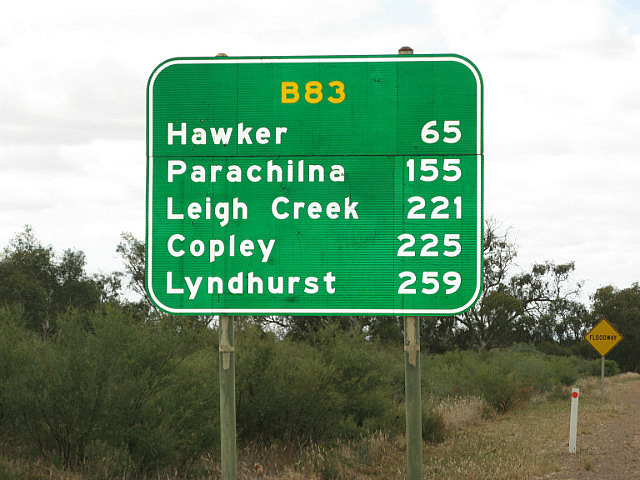 B83
Hawker 65
Parachilna 155
Leigh Creek 221
Copley 225
Lyndhurst 259
FLOODWAY